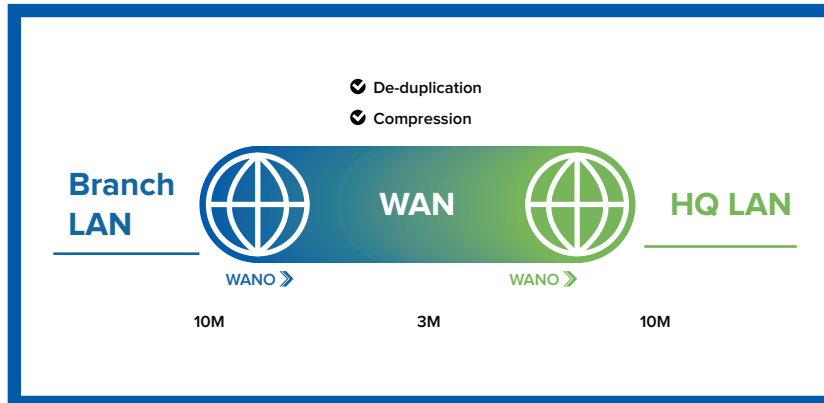 De-duplication
Compression
Branch
LAN
WAN
HQ LAN
WANO
WANO
10M
3M
10M